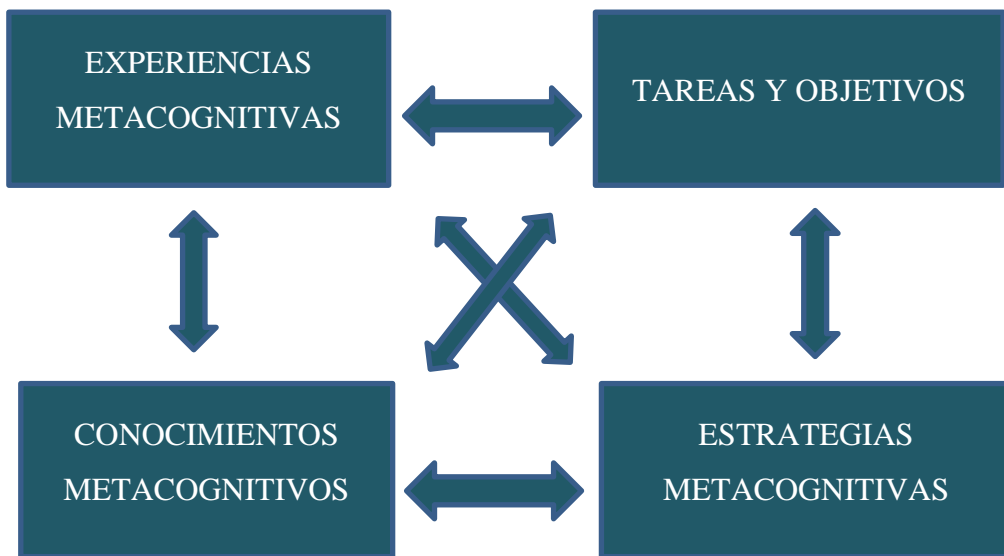 EXPERIENCIAS
METACOGNITIVAS
TAREAS Y OBJETIVOS
CONOCIMIENTOS
METACOGNITIVOS
ESTRATEGIAS
METACOGNITIVAS